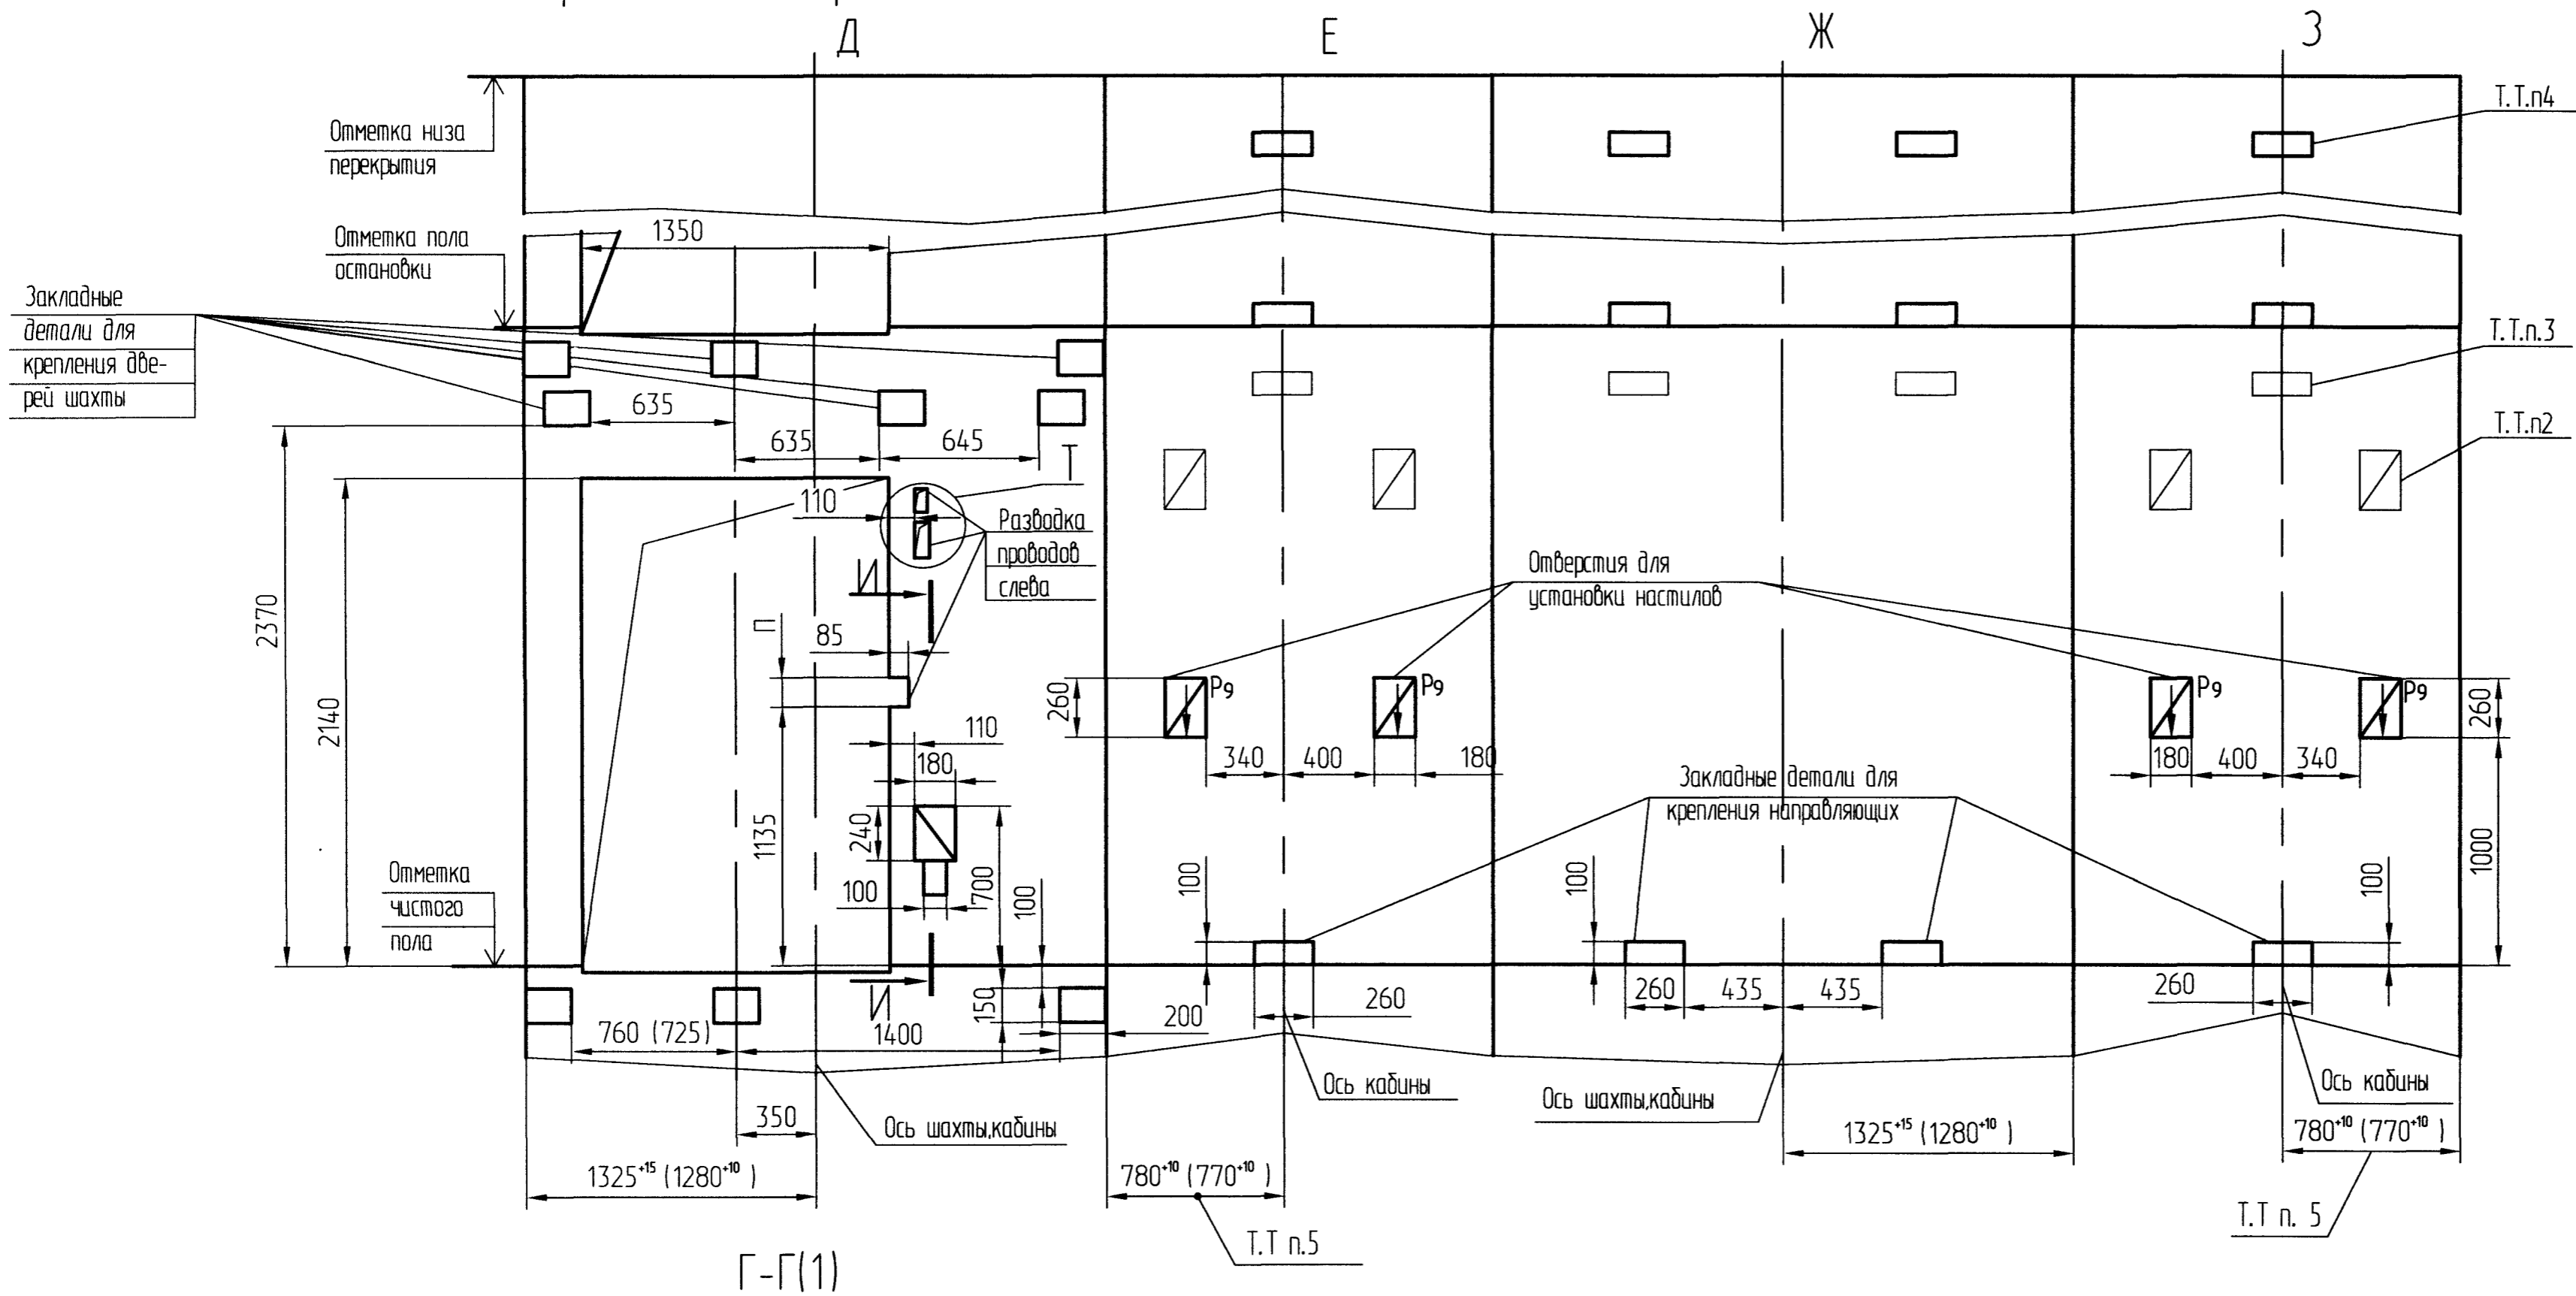 Д
Е
Ж
З
Отметка низа
перекрытия
Т.Т.п4
Отметка пола
остановки
1350
Закладные
детали для
крепления две-
рей шахты
Т.Т.п.3
Т.Т.п2
635
635
645
Т
110
Разводка
проводов
слева
И
Отверстия для
установки настилов
2370
2140
П
85
1135
110
180
240
100
700
100
260
Р9
Р9
340
400
180
Р9
Р9
180
400
340
260
1000
Закладные детали для
крепления направляющих
Отметка
чистого
пола
100
100
100
И
150
760 (725)
1400
200
260
260
435
435
260
350
Ось шахты,кабины
Ось кабины
Ось шахты,кабины
Ось кабины
1325+15 (1280+10 )
780+10 (770+10 )
1325+15 (1280+10 )
780+10 (770+10 )
Т.Т п.5
Т.Т п. 5
Г-Г(1)